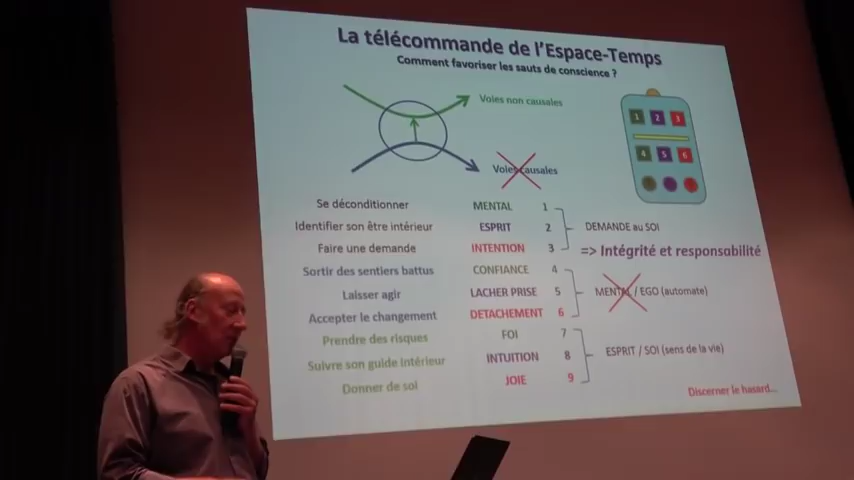 La télécommande de l'Espace-Temps
Comment favoriser les sauts de conscience ?
Voies non causales
Voies causales
1 2 3
4 5 6
Se déconditionner MENTAL 1
Identifier son être intérieur ESPRIT 2 DEMANDE au SOI
Faire une demande INTENTION 3 => Intégrité et responsabilité
Sortir des sentiers battus CONFIANCE 4
Laisser agir LACHER PRISE 5 MENTAL / EGO (automate)
Accepter le changement DETACHEMENT 6
Prendre des risques FOI 7
Suivre son guide intérieur INTUITION 8 ESPRIT / SOI (sens de la vie)
Donner de soi JOIE 9
Discerner le hasard...